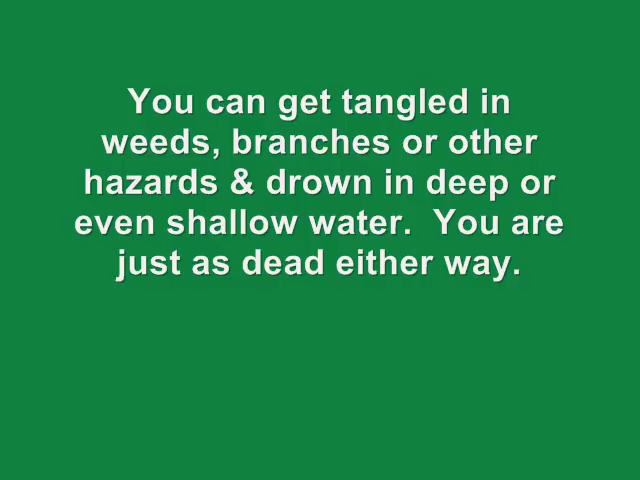 You can get tangled in
weeds, branches or other
hazards & drown in deep or
even shallow water.  You are
just as dead either way.